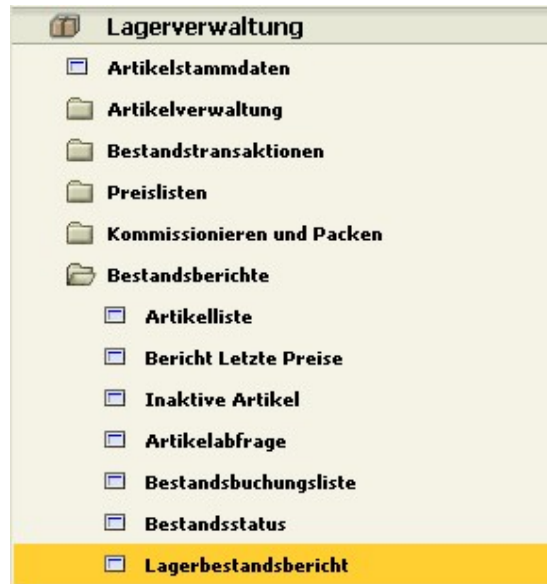 Lagerverwaltung
Artikelstammdaten
Artikelverwaltung
Bestandstransaktionen
Preislisten
Kommissionieren und Packen
Bestandsberichte
Artikelliste
Bericht Letzte Preise
Inaktive Artikel
Artikelabfrage
Bestandsbuchungsliste
Bestandsstatus
Lagerbestandsbericht